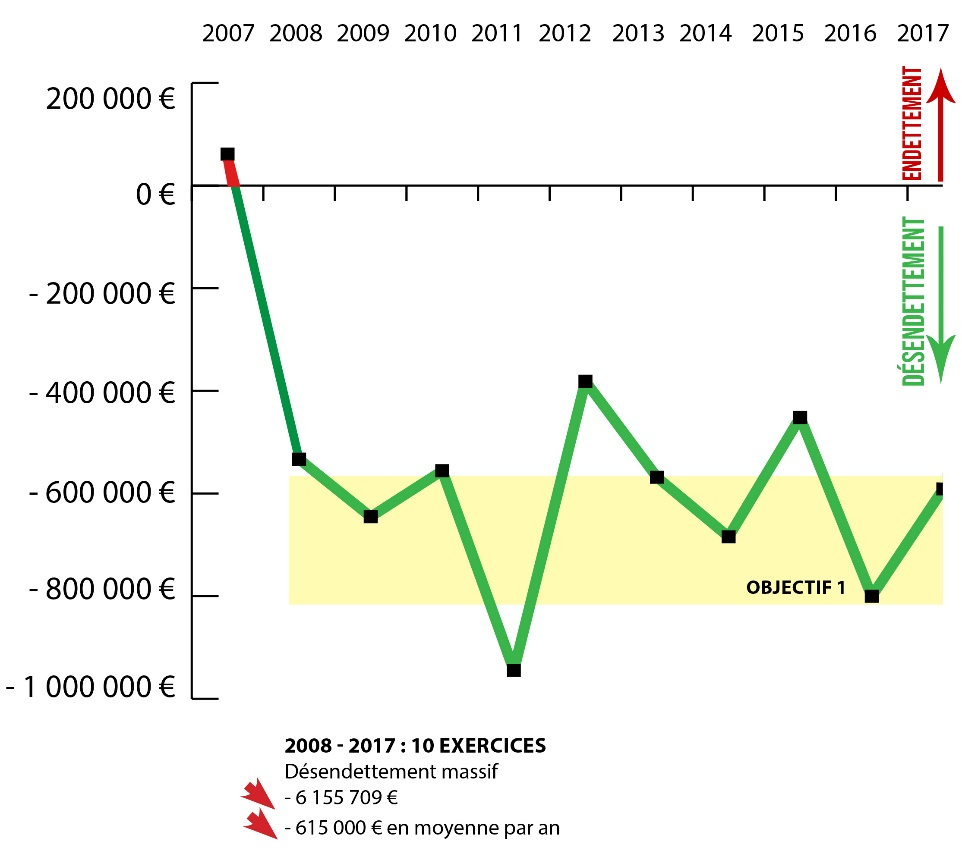 2007 2008 2009 2010 2011 2012 2013 2014 2015 2016 2017
200 000 €
0 €
- 200 000 €
- 400 000 €
- 600 000 €
- 800 000 €
- 1 000 000 €
ENDETTEMENT
DÉSENDETTEMENT
OBJECTIF 1
2008 - 2017 : 10 EXERCICES
Désendettement massif
- 6 155 709 €
- 615 000 € en moyenne par an